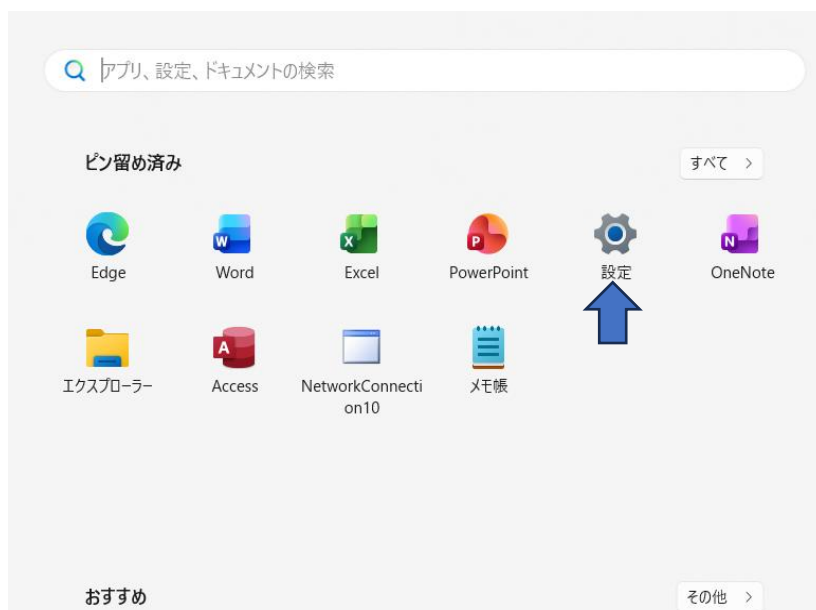 アプリ、設定、ドキュメントの検索
ピン留め済み
すべて >
Edge
Word
Excel
PowerPoint
設定
OneNote
エクスプローラー
Access
NetworkConnecti
on10
メモ帳
おすすめ
その他 >